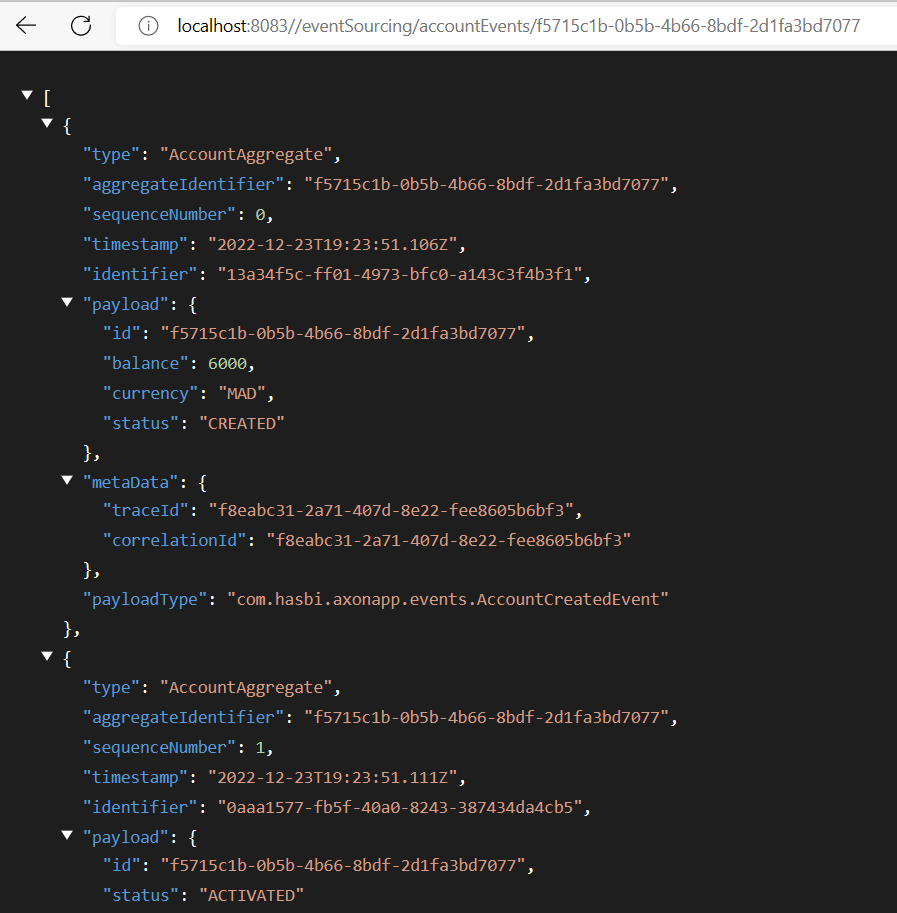 localhost:8083//eventSourcing/accountEvents/f5715c1b-0b5b-4b66-8bdf-2d1fa3bd7077
[
{
"type": "AccountAggregate",
"aggregateIdentifier": "f5715c1b-0b5b-4b66-8bdf-2d1fa3bd7077",
"sequenceNumber": 0,
"timestamp": "2022-12-23T19:23:51.106Z",
"identifier": "13a34f5c-ff01-4973-bfc0-a143c3f4b3f1",
"payload": {
"id": "f5715c1b-0b5b-4b66-8bdf-2d1fa3bd7077",
"balance": 6000,
"currency": "MAD",
"status": "CREATED"
},
"metaData": {
"traceId": "f8eabc31-2a71-407d-8e22-fee8605b6bf3",
"correlationId": "f8eabc31-2a71-407d-8e22-fee8605b6bf3"
},
"payloadType": "com.hasbi.axonapp.events.AccountCreatedEvent"
},
{
"type": "AccountAggregate",
"aggregateIdentifier": "f5715c1b-0b5b-4b66-8bdf-2d1fa3bd7077",
"sequenceNumber": 1,
"timestamp": "2022-12-23T19:23:51.111Z",
"identifier": "0aaa1577-fb5f-40a0-8243-387434da4cb5",
"payload": {
"id": "f5715c1b-0b5b-4b66-8bdf-2d1fa3bd7077",
"status": "ACTIVATED"